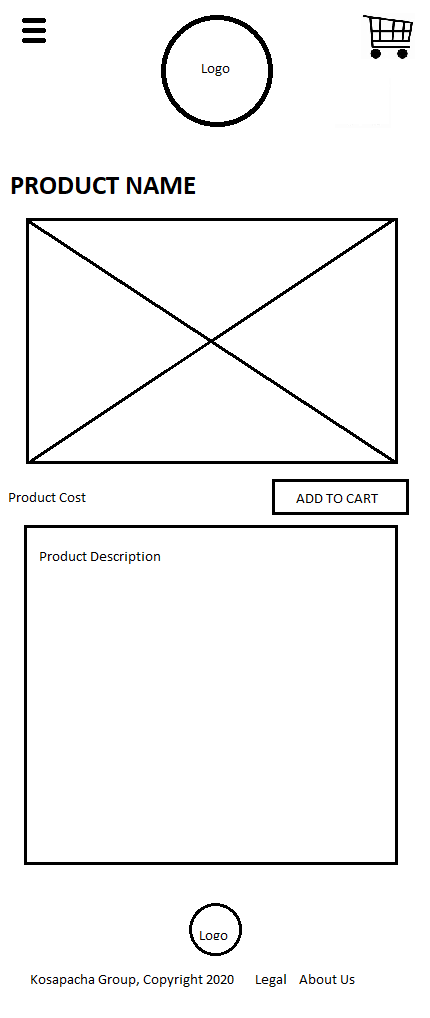 Logo
PRODUCT NAME
Product Cost
ADD TO CART
Product Description
Logo
Kosapacha Group, Copyright 2020 Legal About Us